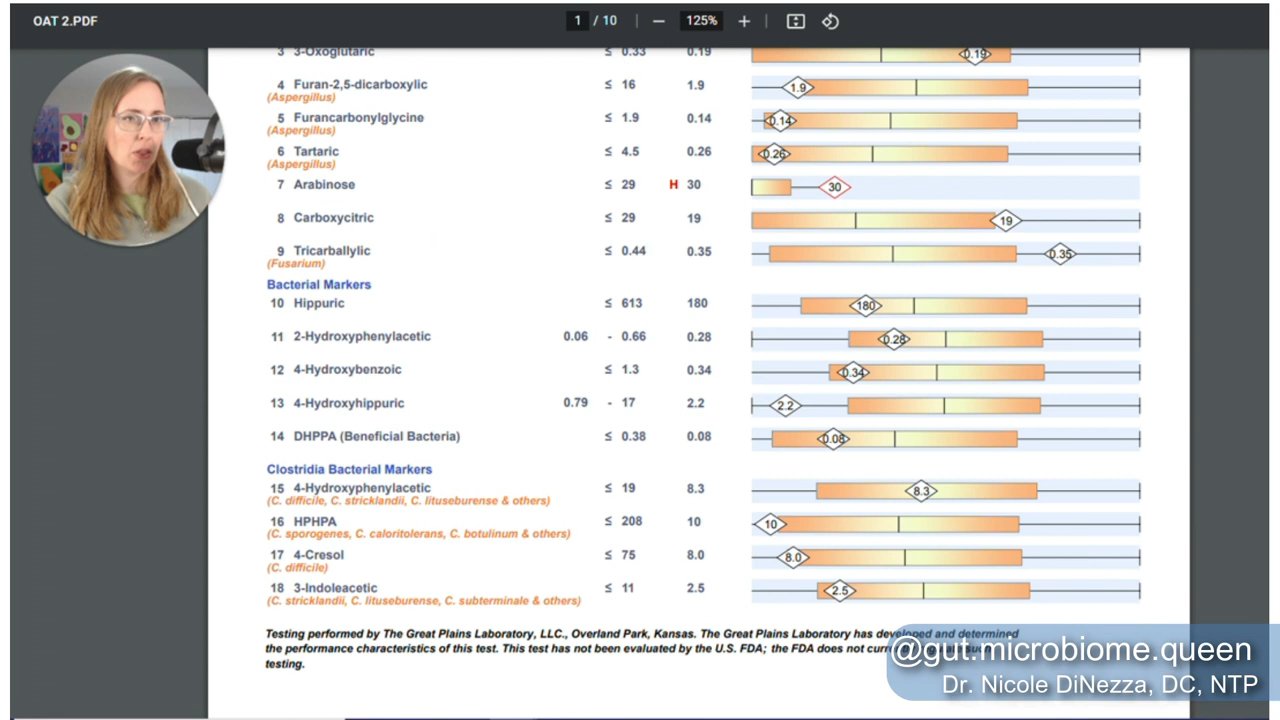 OAT 2.PDF
1 / 10
125%
3 3-Oxoglutaric ≤ 0.33 0.19 0.19
4 Furan-2,5-dicarboxylic ≤ 16 1.9 1.9
(Aspergillus)
5 Furancarbonylglycine ≤ 1.9 0.14 0.14
(Aspergillus)
6 Tartaric ≤ 4.5 0.26 0.26
(Aspergillus)
7 Arabinose ≤ 29 H 30 30
8 Carboxycitric ≤ 29 19 19
9 Tricarballylic ≤ 0.44 0.35 0.35
(Fusarium)
Bacterial Markers
10 Hippuric ≤ 613 180 180
11 2-Hydroxyphenylacetic 0.06 - 0.66 0.28 0.28
12 4-Hydroxybenzoic ≤ 1.3 0.34 0.34
13 4-Hydroxyhippuric 0.79 - 17 2.2 2.2
14 DHPPA (Beneficial Bacteria) ≤ 0.38 0.08 0.08
Clostridia Bacterial Markers
15 4-Hydroxyphenylacetic ≤ 19 8.3 8.3
(C. difficile, C. stricklandii, C. lituseburense & others)
16 HPHPA ≤ 208 10 10
(C. sporogenes, C. caloritolerans, C. botulinum & others)
17 4-Cresol ≤ 75 8.0 8.0
(C. difficile)
18 3-Indoleacetic ≤ 11 2.5 2.5
(C. stricklandii, C. lituseburense, C. subterminale & others)
Testing performed by The Great Plains Laboratory, LLC., Overland Park, Kansas. The Great Plains Laboratory has developed and determined
the performance characteristics of this test. This test has not been evaluated by the U.S. FDA; the FDA does not currently regulate such
testing.
@gut.microbiome.queen
Dr. Nicole DiNezza, DC, NTP